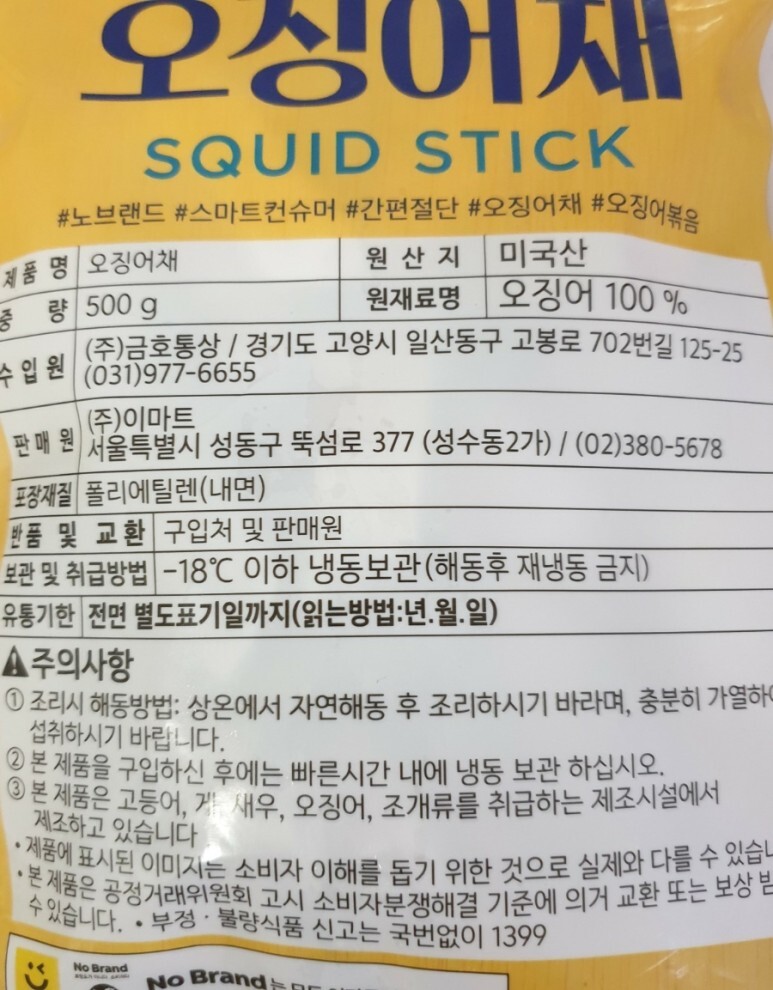 오징어채
SQUID STICK
#노브랜드 #스마트컨슈머 #간편절단 #오징어채 #오징어볶음
제품명 오징어채 원산지 미국산
중량 500 g 원재료명 오징어 100 %
수입원 (주)금호통상 / 경기도 고양시 일산동구 고봉로 702번길 125-25
(031)977-6655
판매원 (주)이마트
서울특별시 성동구 뚝섬로 377 (성수동2가) / (02)380-5678
포장재질 폴리에틸렌(내면)
반품 및 교환 구입처 및 판매원
보관 및 취급방법 -18℃ 이하 냉동보관(해동후 재냉동 금지)
유통기한 전면 별도표기일까지(읽는방법:년.월.일)
주의사항
① 조리시 해동방법: 상온에서 자연해동 후 조리하시기 바라며, 충분히 가열하여
섭취하시기 바랍니다.
② 본 제품을 구입하신 후에는 빠른시간 내에 냉동 보관 하십시오.
③ 본 제품은 고등어, 게, 새우, 오징어, 조개류를 취급하는 제조시설에서
제조하고 있습니다
• 제품에 표시된 이미지는 소비자 이해를 돕기 위한 것으로 실제와 다를 수 있습니
• 본 제품은 공정거래위원회 고시 소비자분쟁해결 기준에 의거 교환 또는 보상 받
수 있습니다. • 부정 · 불량식품 신고는 국번없이 1399
No Brand
No Brand는